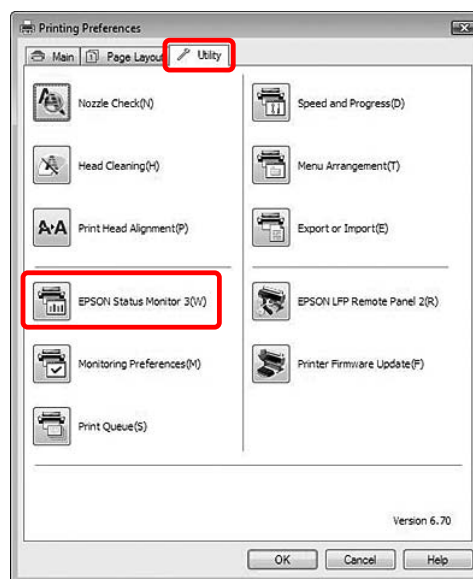 Printing Preferences
Main
Page Layout
Utility
Nozzle Check(N)
Speed and Progress(D)
Head Cleaning(H)
Menu Arrangement(T)
Print Head Alignment(P)
Export or Import(E)
EPSON Status Monitor 3(W)
EPSON LFP Remote Panel 2(R)
Monitoring Preferences(M)
Printer Firmware Update(F)
Print Queue(S)
Version 6.70
OK
Cancel
Help